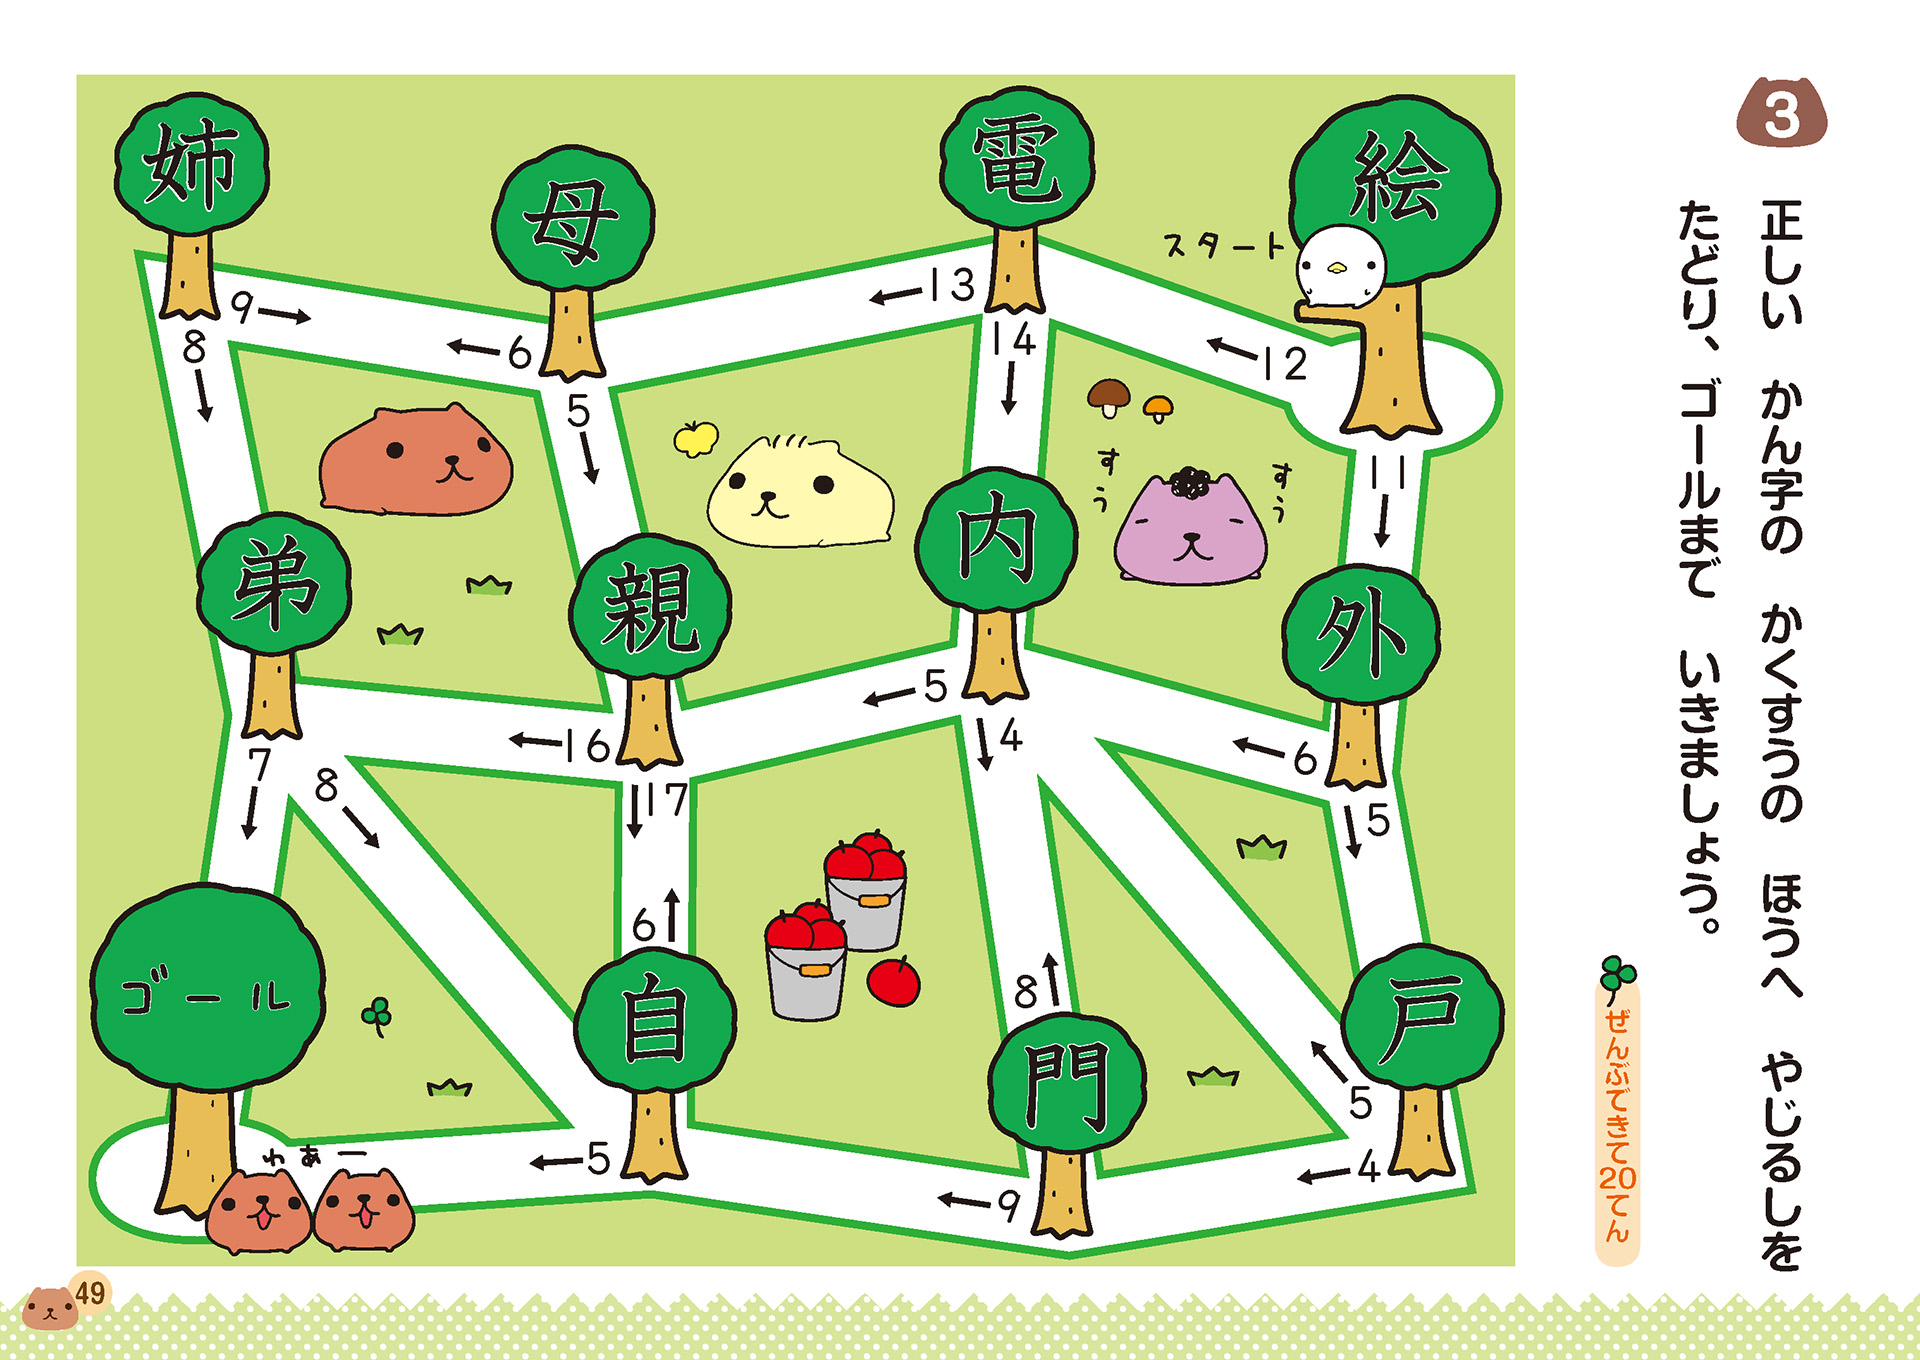 3
正しい かん字の かくすうの ほうへ やじるしを
たどり、ゴールまで いきましょう。
ぜんぶできて20てん
絵
スタート
12
11
電
13
14
母
6
5
姉
9
8
外
6
5
すう
すう
内
5
4
親
16
17
弟
7
8
戸
5
4
門
8
9
自
6
5
ゴール
わあー
49